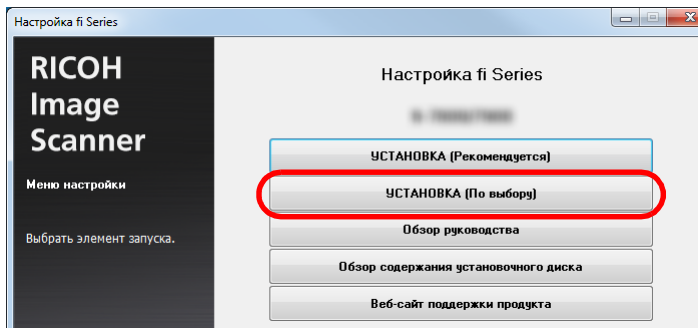 Настройка fi Series
RICOH
Image
Scanner
Меню настройки
Выбрать элемент запуска.
Настройка fi Series
УСТАНОВКА (Рекомендуется)
УСТАНОВКА (По выбору)
Обзор руководства
Обзор содержания установочного диска
Веб-сайт поддержки продукта